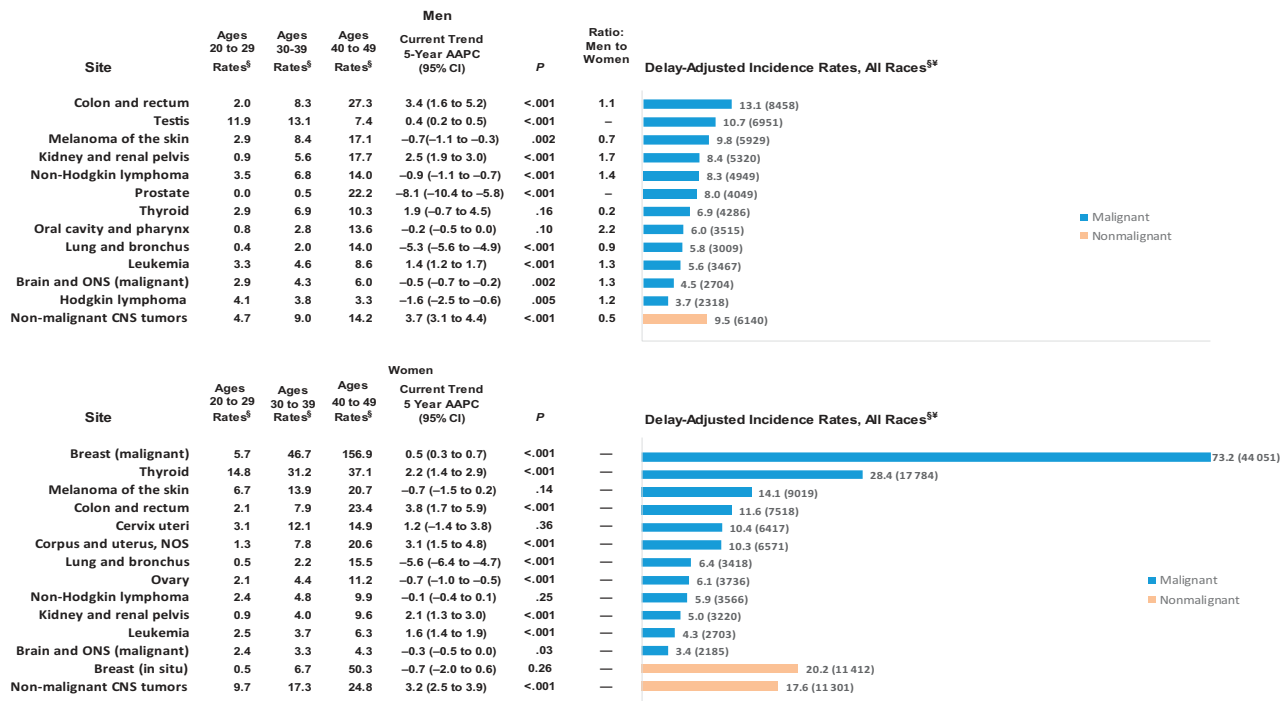 Men
Site Ages 20 to 29 Rates§ Ages 30-39 Rates§ Ages 40 to 49 Rates§ Current Trend 5-Year AAPC (95% CI) P Ratio: Men to Women Delay-Adjusted Incidence Rates, All Races§¥
Colon and rectum 2.0 8.3 27.3 3.4 (1.6 to 5.2) <.001 1.1 13.1 (8458)
Testis 11.9 13.1 7.4 0.4 (0.2 to 0.5) <.001 – 10.7 (6951)
Melanoma of the skin 2.9 8.4 17.1 –0.7(–1.1 to –0.3) .002 0.7 9.8 (5929)
Kidney and renal pelvis 0.9 5.6 17.7 2.5 (1.9 to 3.0) <.001 1.7 8.4 (5320)
Non-Hodgkin lymphoma 3.5 6.8 14.0 –0.9 (–1.1 to –0.7) <.001 1.4 8.3 (4949)
Prostate 0.0 0.5 22.2 –8.1 (–10.4 to –5.8) <.001 – 8.0 (4049)
Thyroid 2.9 6.9 10.3 1.9 (–0.7 to 4.5) .16 0.2 6.9 (4286)
Oral cavity and pharynx 0.8 2.8 13.6 –0.2 (–0.5 to 0.0) .10 2.2 6.0 (3515)
Lung and bronchus 0.4 2.0 14.0 –5.3 (–5.6 to –4.9) <.001 0.9 5.8 (3009)
Leukemia 3.3 4.6 8.6 1.4 (1.2 to 1.7) <.001 1.3 5.6 (3467)
Brain and ONS (malignant) 2.9 4.3 6.0 –0.5 (–0.7 to –0.2) .002 1.3 4.5 (2704)
Hodgkin lymphoma 4.1 3.8 3.3 –1.6 (–2.5 to –0.6) .005 1.2 3.7 (2318)
Non-malignant CNS tumors 4.7 9.0 14.2 3.7 (3.1 to 4.4) <.001 0.5 9.5 (6140)
Malignant
Nonmalignant
Women
Site Ages 20 to 29 Rates§ Ages 30 to 39 Rates§ Ages 40 to 49 Rates§ Current Trend 5 Year AAPC (95% CI) P Delay-Adjusted Incidence Rates, All Races§¥
Breast (malignant) 5.7 46.7 156.9 0.5 (0.3 to 0.7) <.001 — 73.2 (44 051)
Thyroid 14.8 31.2 37.1 2.2 (1.4 to 2.9) <.001 — 28.4 (17 784)
Melanoma of the skin 6.7 13.9 20.7 –0.7 (–1.5 to 0.2) .14 — 14.1 (9019)
Colon and rectum 2.1 7.9 23.4 3.8 (1.7 to 5.9) <.001 — 11.6 (7518)
Cervix uteri 3.1 12.1 14.9 1.2 (–1.4 to 3.8) .36 — 10.4 (6417)
Corpus and uterus, NOS 1.3 7.8 20.6 3.1 (1.5 to 4.8) <.001 — 10.3 (6571)
Lung and bronchus 0.5 2.2 15.5 –5.6 (–6.4 to –4.7) <.001 — 6.4 (3418)
Ovary 2.1 4.4 11.2 –0.7 (–1.0 to –0.5) <.001 — 6.1 (3736)
Non-Hodgkin lymphoma 2.4 4.8 9.9 –0.1 (–0.4 to 0.1) .25 — 5.9 (3566)
Kidney and renal pelvis 0.9 4.0 9.6 2.1 (1.3 to 3.0) <.001 — 5.0 (3220)
Leukemia 2.5 3.7 6.3 1.6 (1.4 to 1.9) <.001 — 4.3 (2703)
Brain and ONS (malignant) 2.4 3.3 4.3 –0.3 (–0.5 to 0.0) .03 — 3.4 (2185)
Breast (in situ) 0.5 6.7 50.3 –0.7 (–2.0 to 0.6) 0.26 — 20.2 (11 412)
Non-malignant CNS tumors 9.7 17.3 24.8 3.2 (2.5 to 3.9) <.001 — 17.6 (11 301)
Malignant
Nonmalignant